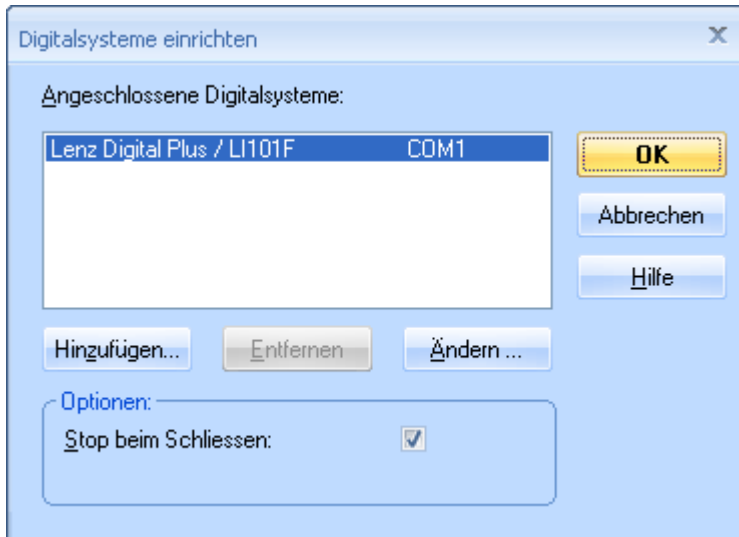 Digitalsysteme einrichten
Angeschlossene Digitalsysteme:
Lenz Digital Plus / LI101F COM1
OK
Abbrechen
Hilfe
Hinzufügen... Entfernen Ändern ...
Optionen:
Stop beim Schliessen: